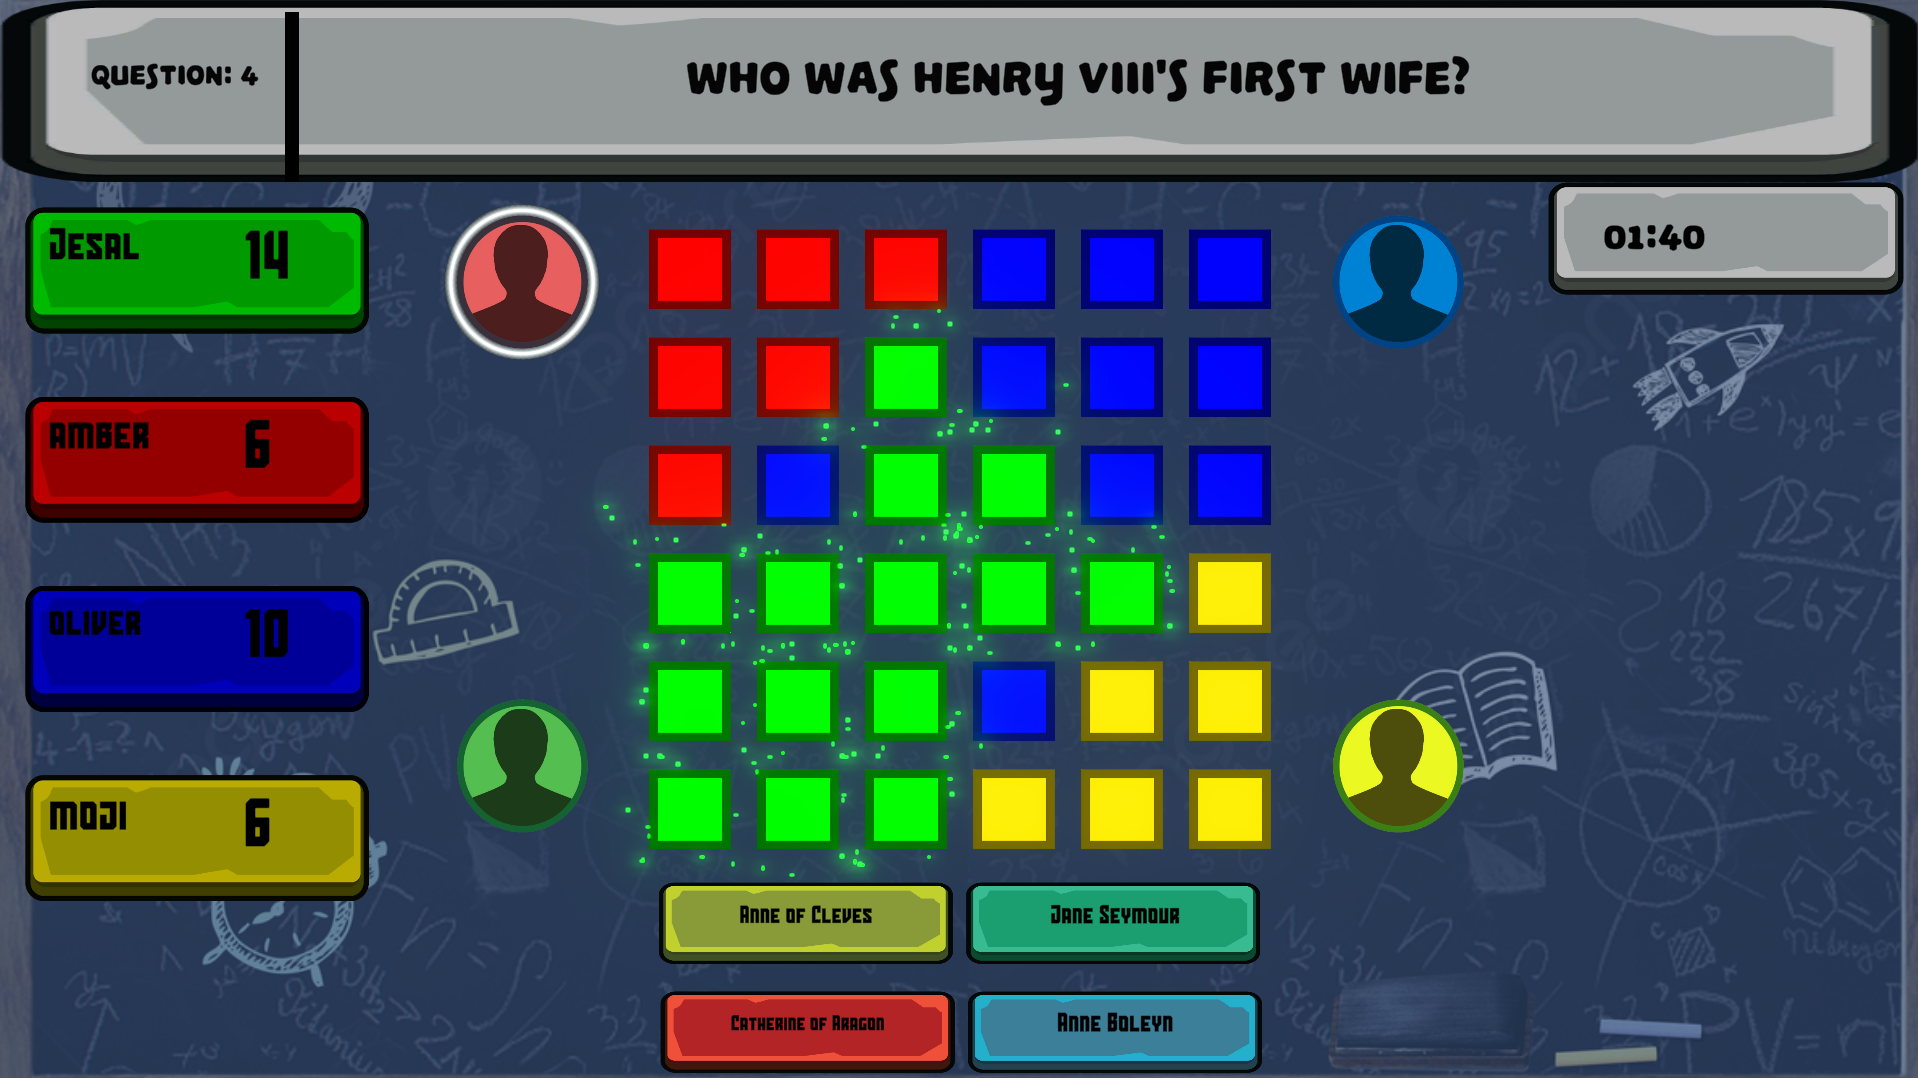 QUESTION: 4
WHO WAS HENRY VIII'S FIRST WIFE?
JESAL 14
01:40
AMBER 6
OLIVER 10
MOJI 6
ANNE OF CLEVES
JANE SEYMOUR
CATHERINE OF ARAGON
ANNE BOLEYN